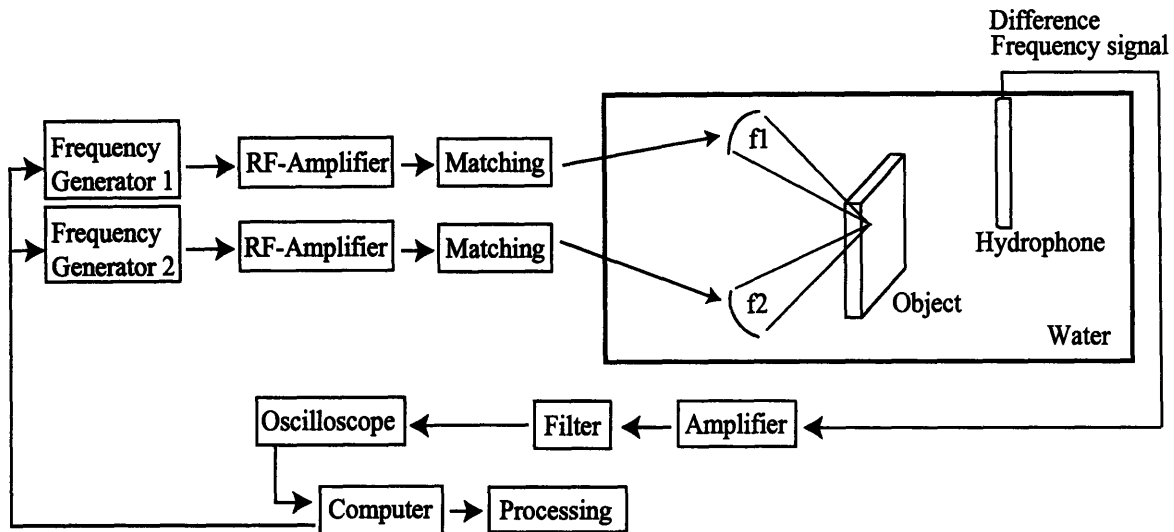 Difference
Frequency signal
Frequency
Generator 1
RF-Amplifier
Matching
f1
Frequency
Generator 2
RF-Amplifier
Matching
f2
Hydrophone
Object
Water
Oscilloscope
Filter
Amplifier
Computer
Processing